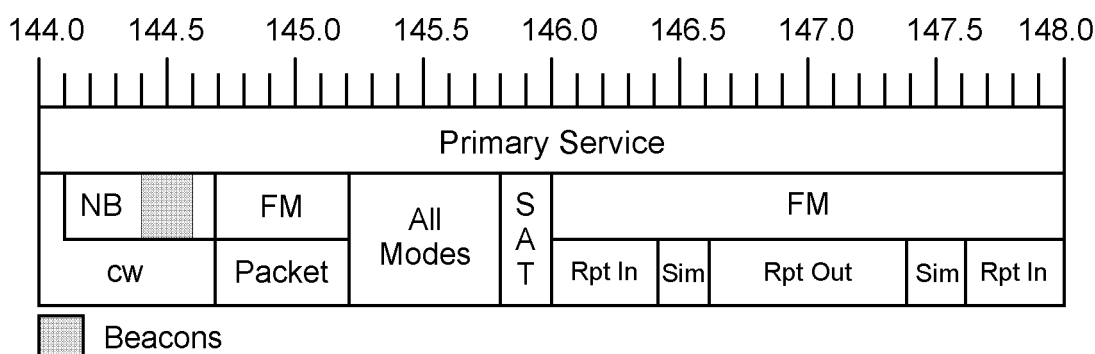 144.0 144.5 145.0 145.5 146.0 146.5 147.0 147.5 148.0
Primary Service
NB FM All Modes SAT FM
cw Packet Rpt In Sim Rpt Out Sim Rpt In
Beacons